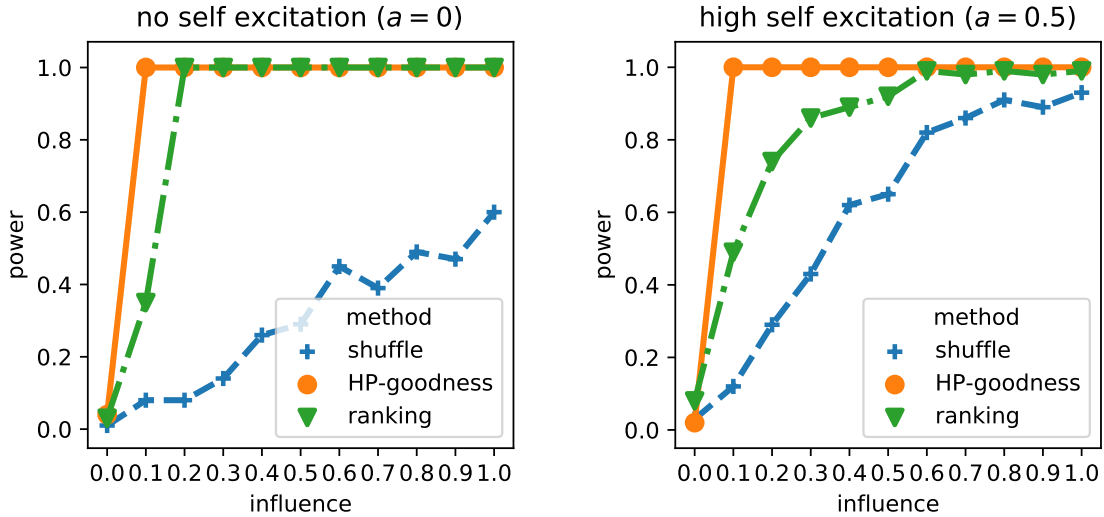 no self excitation (a = 0)
power
1.0
0.8
0.6
0.4
0.2
0.0
method
shuffle
HP-goodness
ranking
0.0 0.1 0.2 0.3 0.4 0.5 0.6 0.7 0.8 0.9 1.0
influence
high self excitation (a = 0.5)
power
1.0
0.8
0.6
0.4
0.2
0.0
method
shuffle
HP-goodness
ranking
0.0 0.1 0.2 0.3 0.4 0.5 0.6 0.7 0.8 0.9 1.0
influence